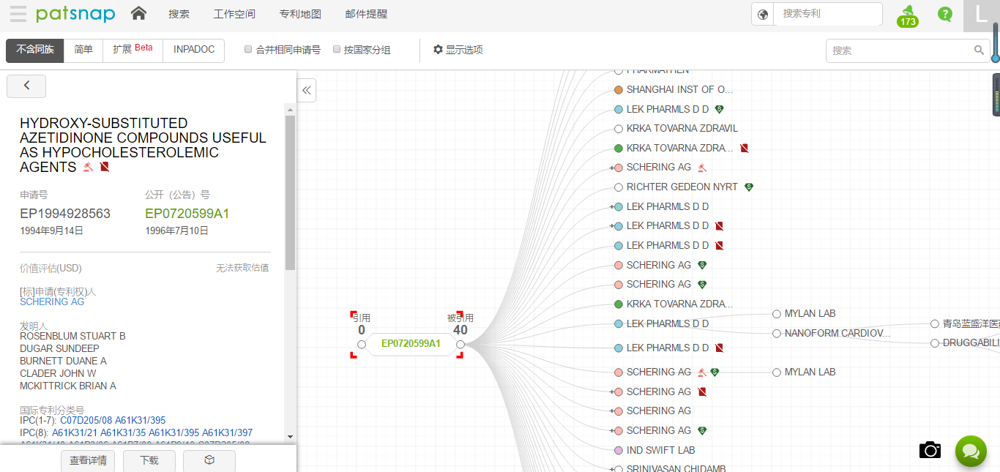 patsnap 搜索 工作空间 专利地图 邮件提醒 搜索专利 173 L
不含同族 简单 扩展 Beta INPADOC 合并相同申请号 按国家分组 显示选项 搜索
HYDROXY-SUBSTITUTED
AZETIDINONE COMPOUNDS USEFUL
AS HYPOCHOLESTEROLEMIC
AGENTS
申请号 公开（公告）号
EP1994928563 EP0720599A1
1994年9月14日 1996年7月10日
价值评估(USD) 无法获取估值
[标]申请(专利权)人
SCHERING AG
发明人
ROSENBLUM STUART B
DUGAR SUNDEEP
BURNETT DUANE A
CLADER JOHN W
MCKITTRICK BRIAN A
国际专利分类号
IPC(1-7): C07D205/08 A61K31/395
IPC(8): A61K31/21 A61K31/35 A61K31/395 A61K31/397
查看详情 下载
引用
0
EP0720599A1
被引用
40
PHARMATHEN
SHANGHAI INST OF O...
LEK PHARMLS D D
KRKA TOVARNA ZDRAVIL
KRKA TOVARNA ZDRA...
SCHERING AG
RICHTER GEDEON NYRT
LEK PHARMLS D D
LEK PHARMLS D D
LEK PHARMLS D D
SCHERING AG
SCHERING AG
KRKA TOVARNA ZDRA...
MYLAN LAB
LEK PHARMLS D D 青岛蓝盛洋医
NANOFORM CARDIOV...
DRUGGABILI
LEK PHARMLS D D
SCHERING AG MYLAN LAB
SCHERING AG
SCHERING AG
SCHERING AG
IND SWIFT LAB
SRINIVASAN CHIDAMB